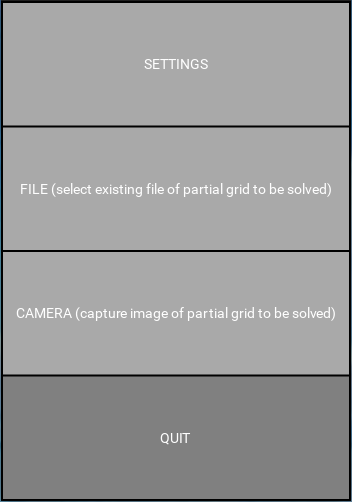 SETTINGS
FILE (select existing file of partial grid to be solved)
CAMERA (capture image of partial grid to be solved)
QUIT